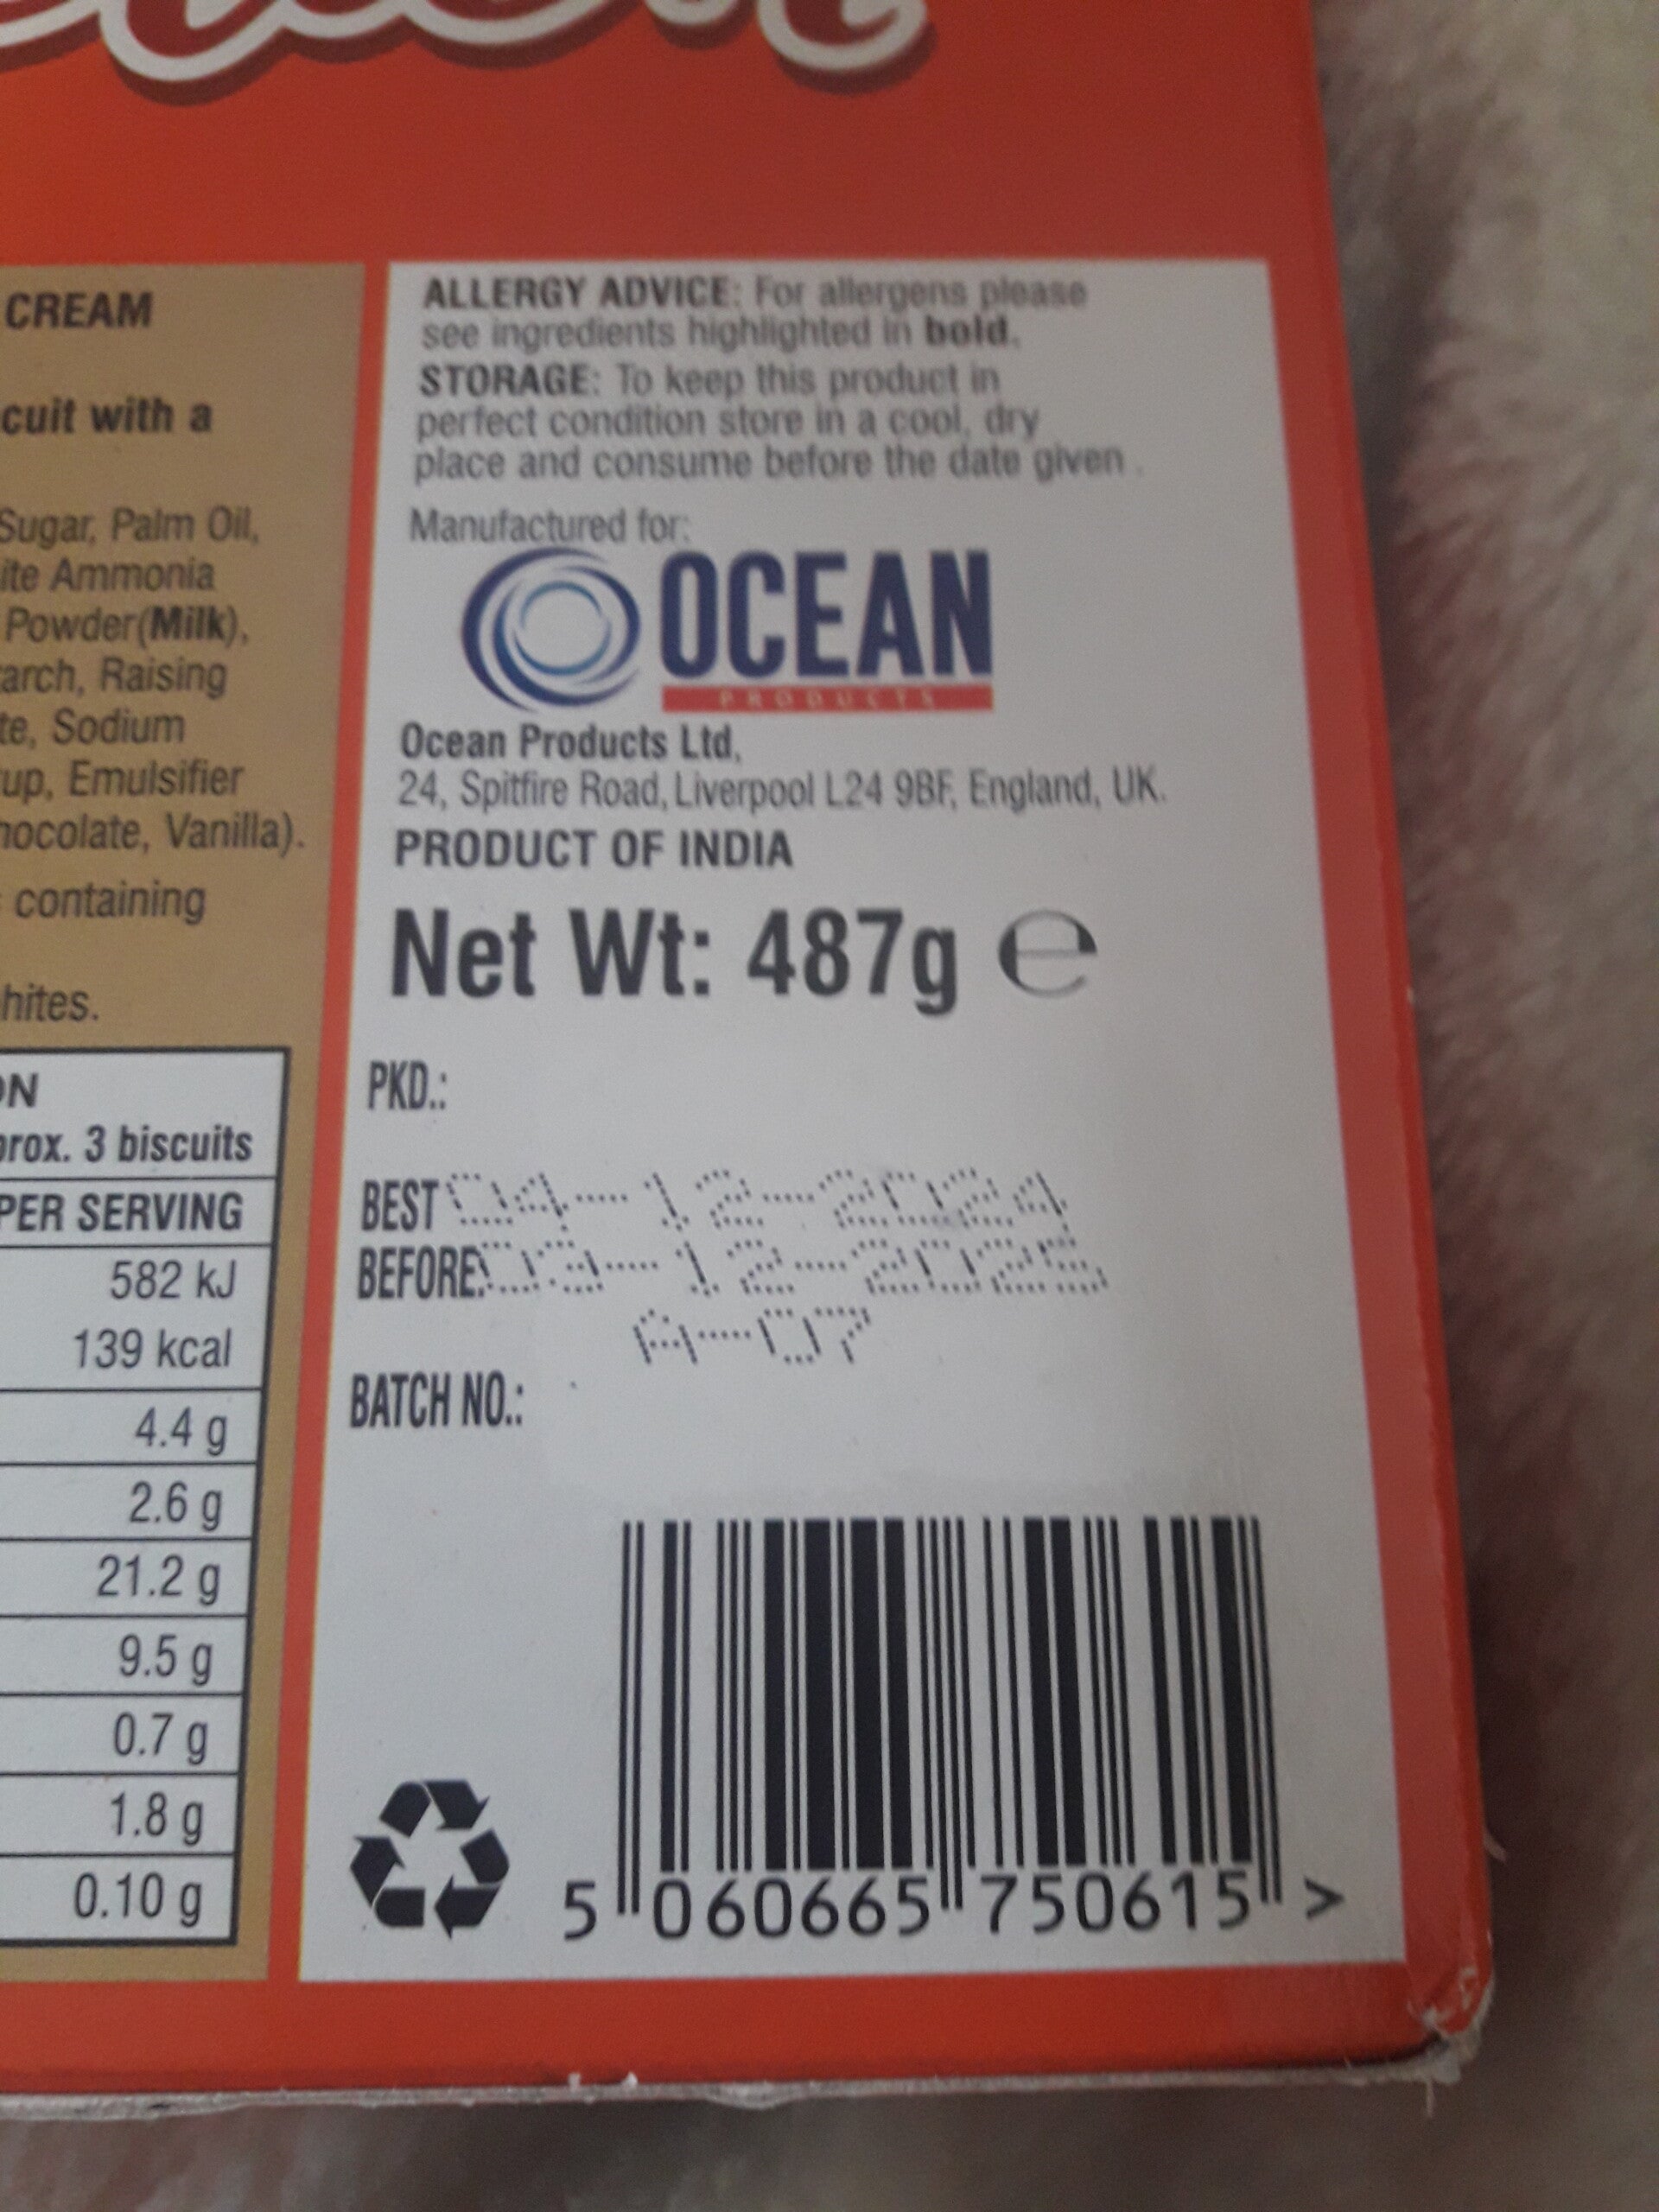 CREAM
cuit with a
Sugar, Palm Oil,
ite Ammonia
Powder(Milk),
arch, Raising
te, Sodium
up, Emulsifier
hocolate, Vanilla).
containing
hites.
ON
prox. 3 biscuits
PER SERVING
582 kJ
139 kcal
4.4 g
2.6 g
21.2 g
9.5 g
0.7 g
1.8 g
0.10 g
ALLERGY ADVICE: For allergens please
see ingredients highlighted in bold.
STORAGE: To keep this product in
perfect condition store in a cool, dry
place and consume before the date given.
Manufactured for:
OCEAN
PRODUCTS
Ocean Products Ltd,
24, Spitfire Road, Liverpool L24 9BF, England, UK.
PRODUCT OF INDIA
Net Wt: 487g e
PKD.:
BEST 04-12-2024
BEFORE: 03-12-2025
A-07
BATCH NO.:
5 060665 750615 >